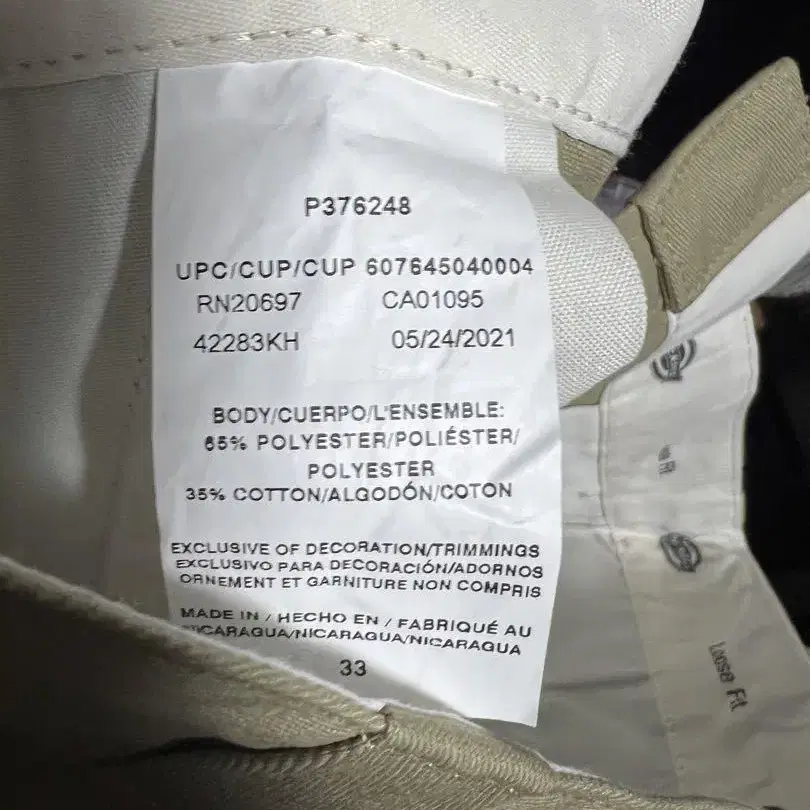 P376248
UPC/CUP/CUP 607645040004
RN20697 CA01095
42283KH 05/24/2021
BODY/CUERPO/L'ENSEMBLE:
65% POLYESTER/POLIÉSTER/
POLYESTER
35% COTTON/ALGODÓN/COTON
EXCLUSIVE OF DECORATION/TRIMMINGS
EXCLUSIVO PARA DECORACIÓN/ADORNOS
ORNEMENT ET GARNITURE NON COMPRIS
MADE IN / HECHO EN / FABRIQUÉ AU
NICARAGUA/NICARAGUA/NICARAGUA
33
Loose Fit